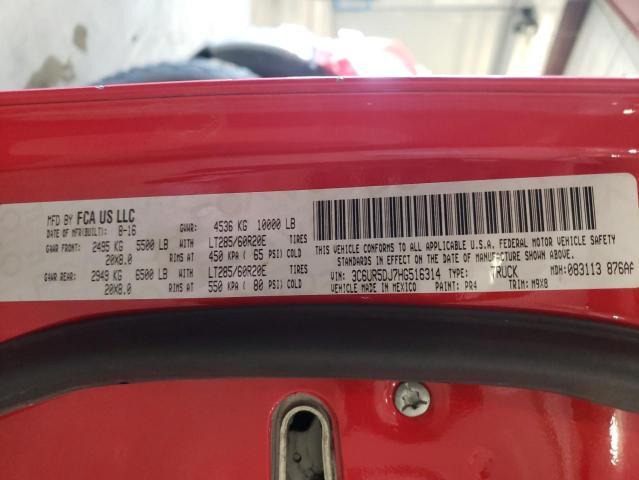 MFD BY FCA US LLC
DATE OF MFR(BUILT): 8-16 GVWR: 4536 KG 10000 LB
GAWR FRONT: 2495 KG 5500 LB WITH LT285/60R20E TIRES
20X8.0 RIMS AT 450 KPA ( 65 PSI) COLD
GAWR REAR: 2949 KG 6500 LB WITH LT285/60R20E TIRES
20X8.0 RIMS AT 550 KPA ( 80 PSI) COLD
THIS VEHICLE CONFORMS TO ALL APPLICABLE U.S.A. FEDERAL MOTOR VEHICLE SAFETY
STANDARDS IN EFFECT ON THE DATE OF MANUFACTURE SHOWN ABOVE.
VIN: 3C6UR5DJ7HG516314 TYPE: TRUCK MDH: 083113 876AA
VEHICLE MADE IN MEXICO PAINT: PR4 TRIM: M9X8